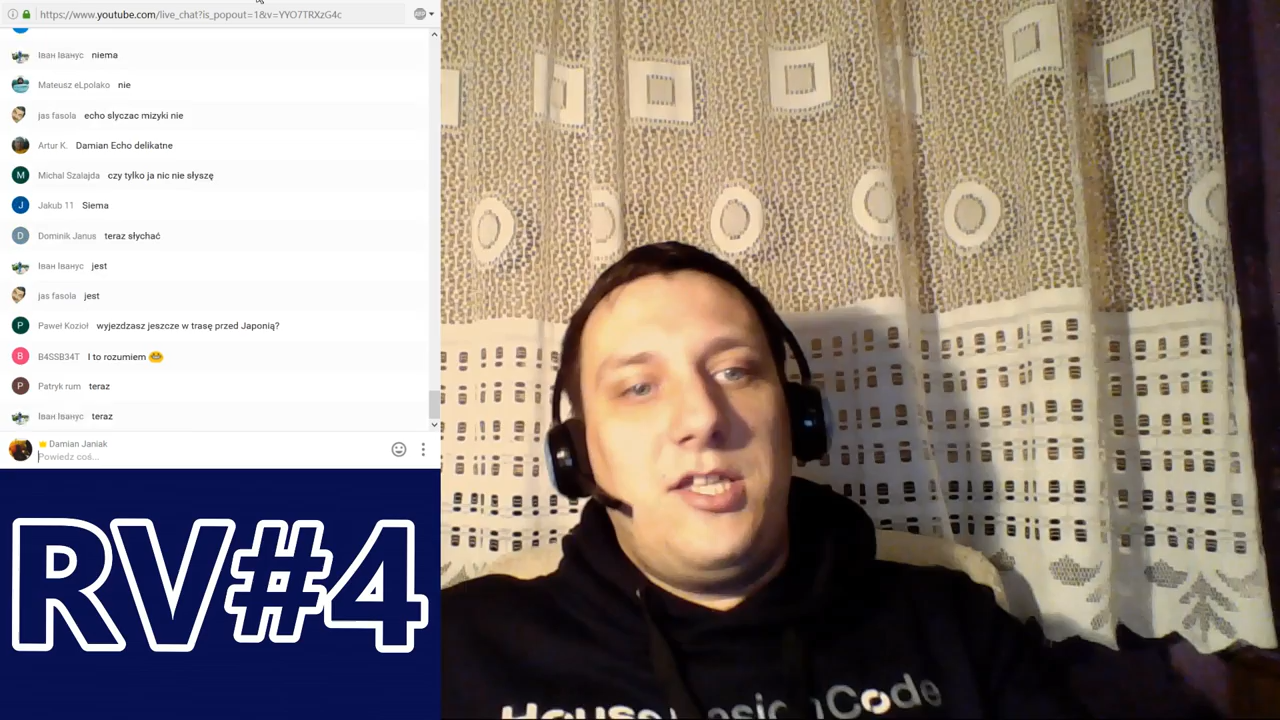 https://www.youtube.com/live_chat?is_popout=1&v=YYO7TRXzG4c
Іван Іванус niema
Mateusz eLpolako nie
jas fasola echo slyczac mizyki nie
Artur K. Damian Echo delikatne
Michal Szalajda czy tylko ja nic nie słyszę
Jakub 11 Siema
Dominik Janus teraz słychać
Іван Іванус jest
jas fasola jest
Paweł Kozioł wyjezdzasz jeszcze w trasę przed Japonią?
B4SSB34T I to rozumiem
Patryk rum teraz
Іван Іванус teraz
Damian Janiak
Powiedz coś...
RV#4
Code